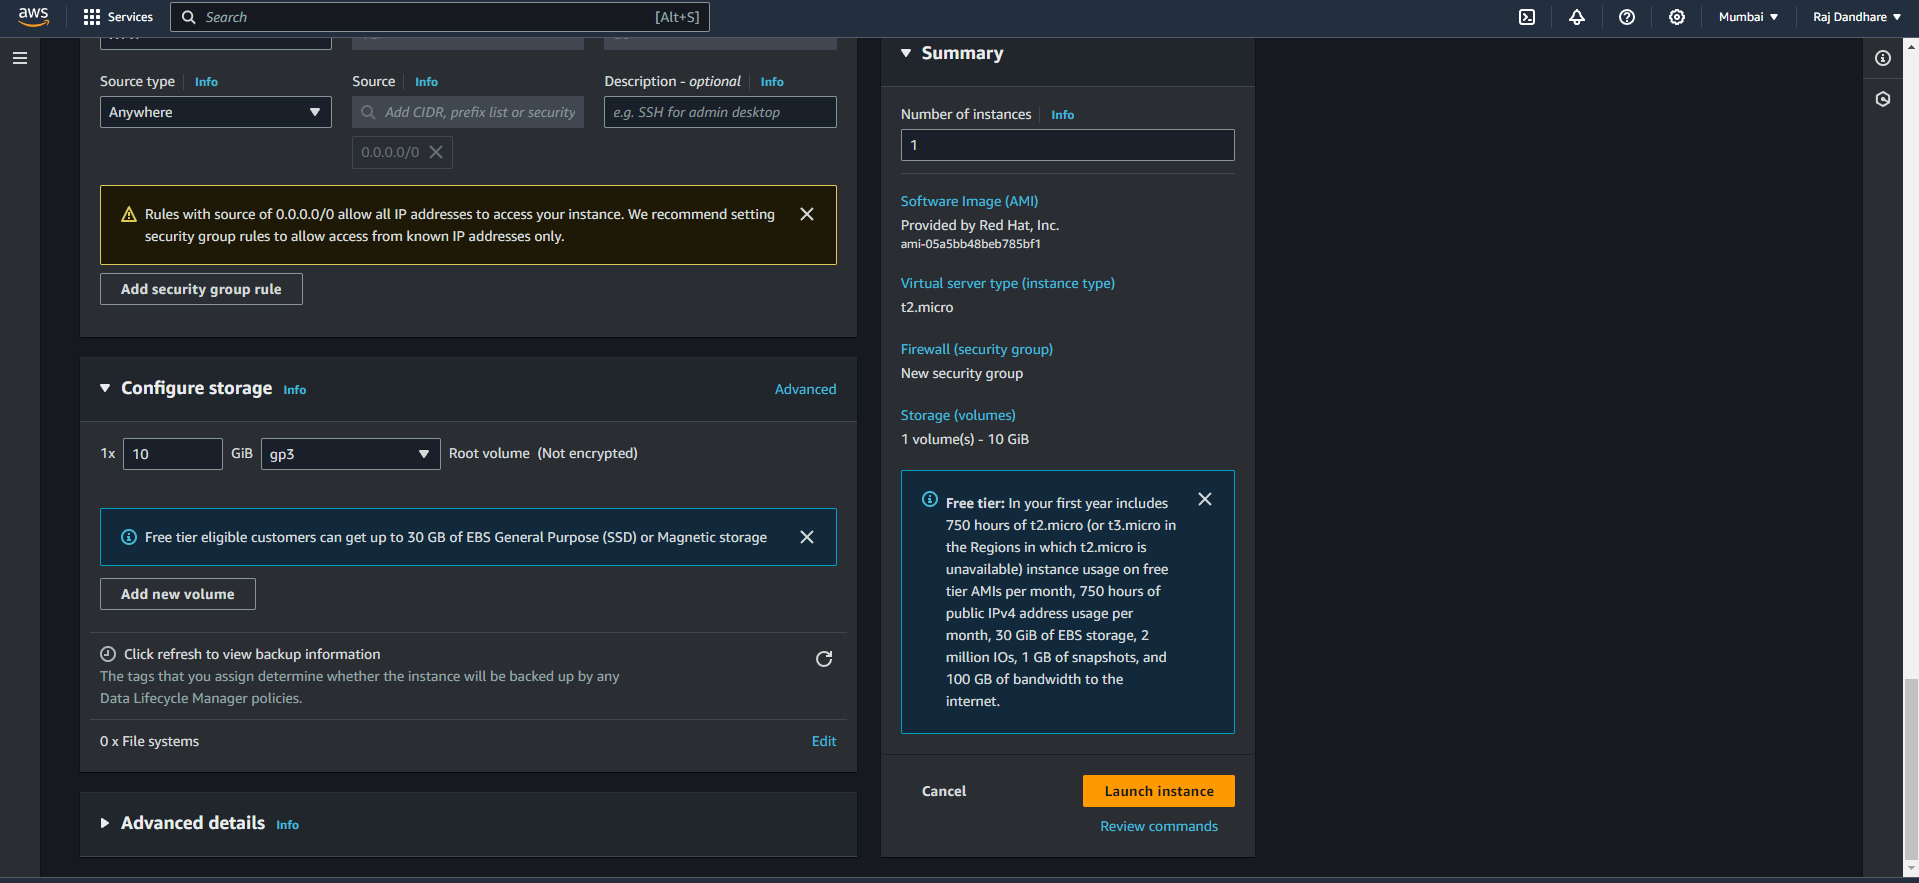 aws
Services
Search
[Alt+S]
Mumbai
Raj Dandhare
Source type
Info
Source
Info
Description - optional
Info
Anywhere
Add CIDR, prefix list or security
e.g. SSH for admin desktop
0.0.0.0/0
Rules with source of 0.0.0.0/0 allow all IP addresses to access your instance. We recommend setting
security group rules to allow access from known IP addresses only.
Add security group rule
Configure storage
Info
Advanced
1x
10
GiB
gp3
Root volume (Not encrypted)
Free tier eligible customers can get up to 30 GB of EBS General Purpose (SSD) or Magnetic storage
Add new volume
Click refresh to view backup information
The tags that you assign determine whether the instance will be backed up by any
Data Lifecycle Manager policies.
0 x File systems
Edit
Advanced details
Info
Summary
Number of instances
Info
1
Software Image (AMI)
Provided by Red Hat, Inc.
ami-05a5bb48beb785bf1
Virtual server type (instance type)
t2.micro
Firewall (security group)
New security group
Storage (volumes)
1 volume(s) - 10 GiB
Free tier: In your first year includes
750 hours of t2.micro (or t3.micro in
the Regions in which t2.micro is
unavailable) instance usage on free
tier AMIs per month, 750 hours of
public IPv4 address usage per
month, 30 GiB of EBS storage, 2
million IOs, 1 GB of snapshots, and
100 GB of bandwidth to the
internet.
Cancel
Launch instance
Review commands